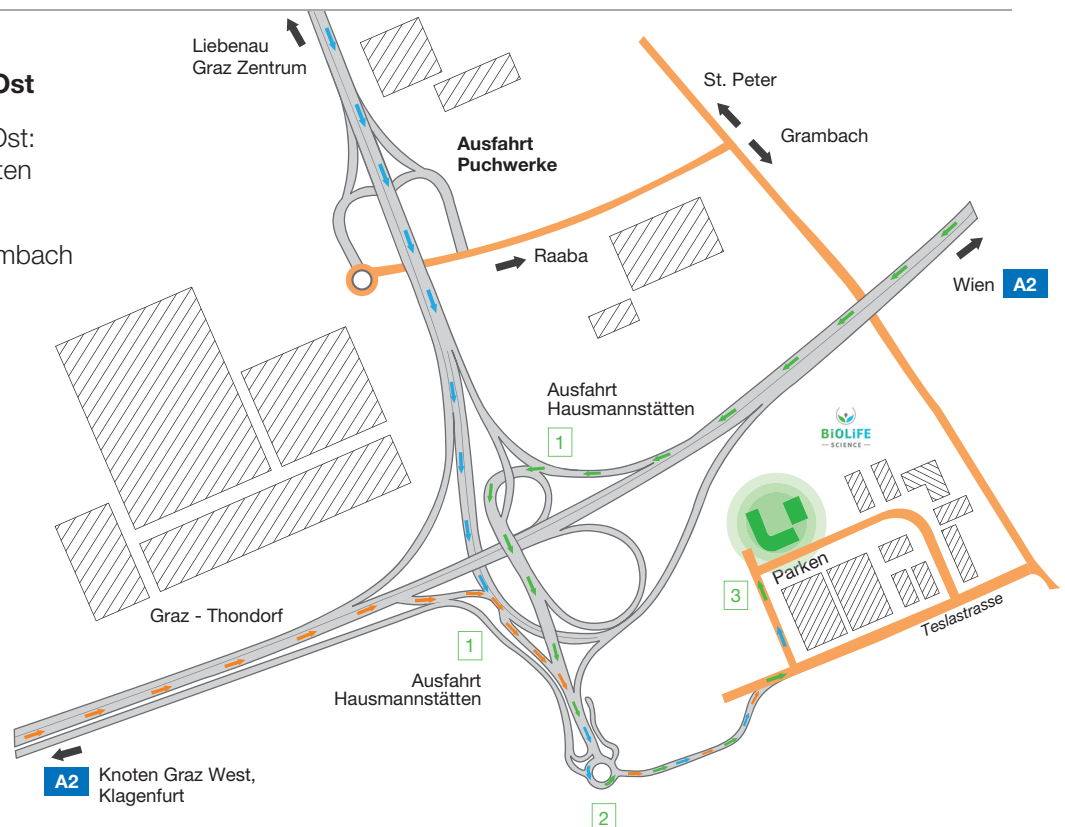 Ost
Ost:
ten
mbach
Liebenau
Graz Zentrum
Ausfahrt
Puchwerke
St. Peter
Grambach
Raaba
Wien A2
Ausfahrt
Hausmannstätten
1
BiOLiFE
SCIENCE
Parken
3
Teslastrasse
Graz - Thondorf
1
Ausfahrt
Hausmannstätten
A2 Knoten Graz West,
Klagenfurt
2